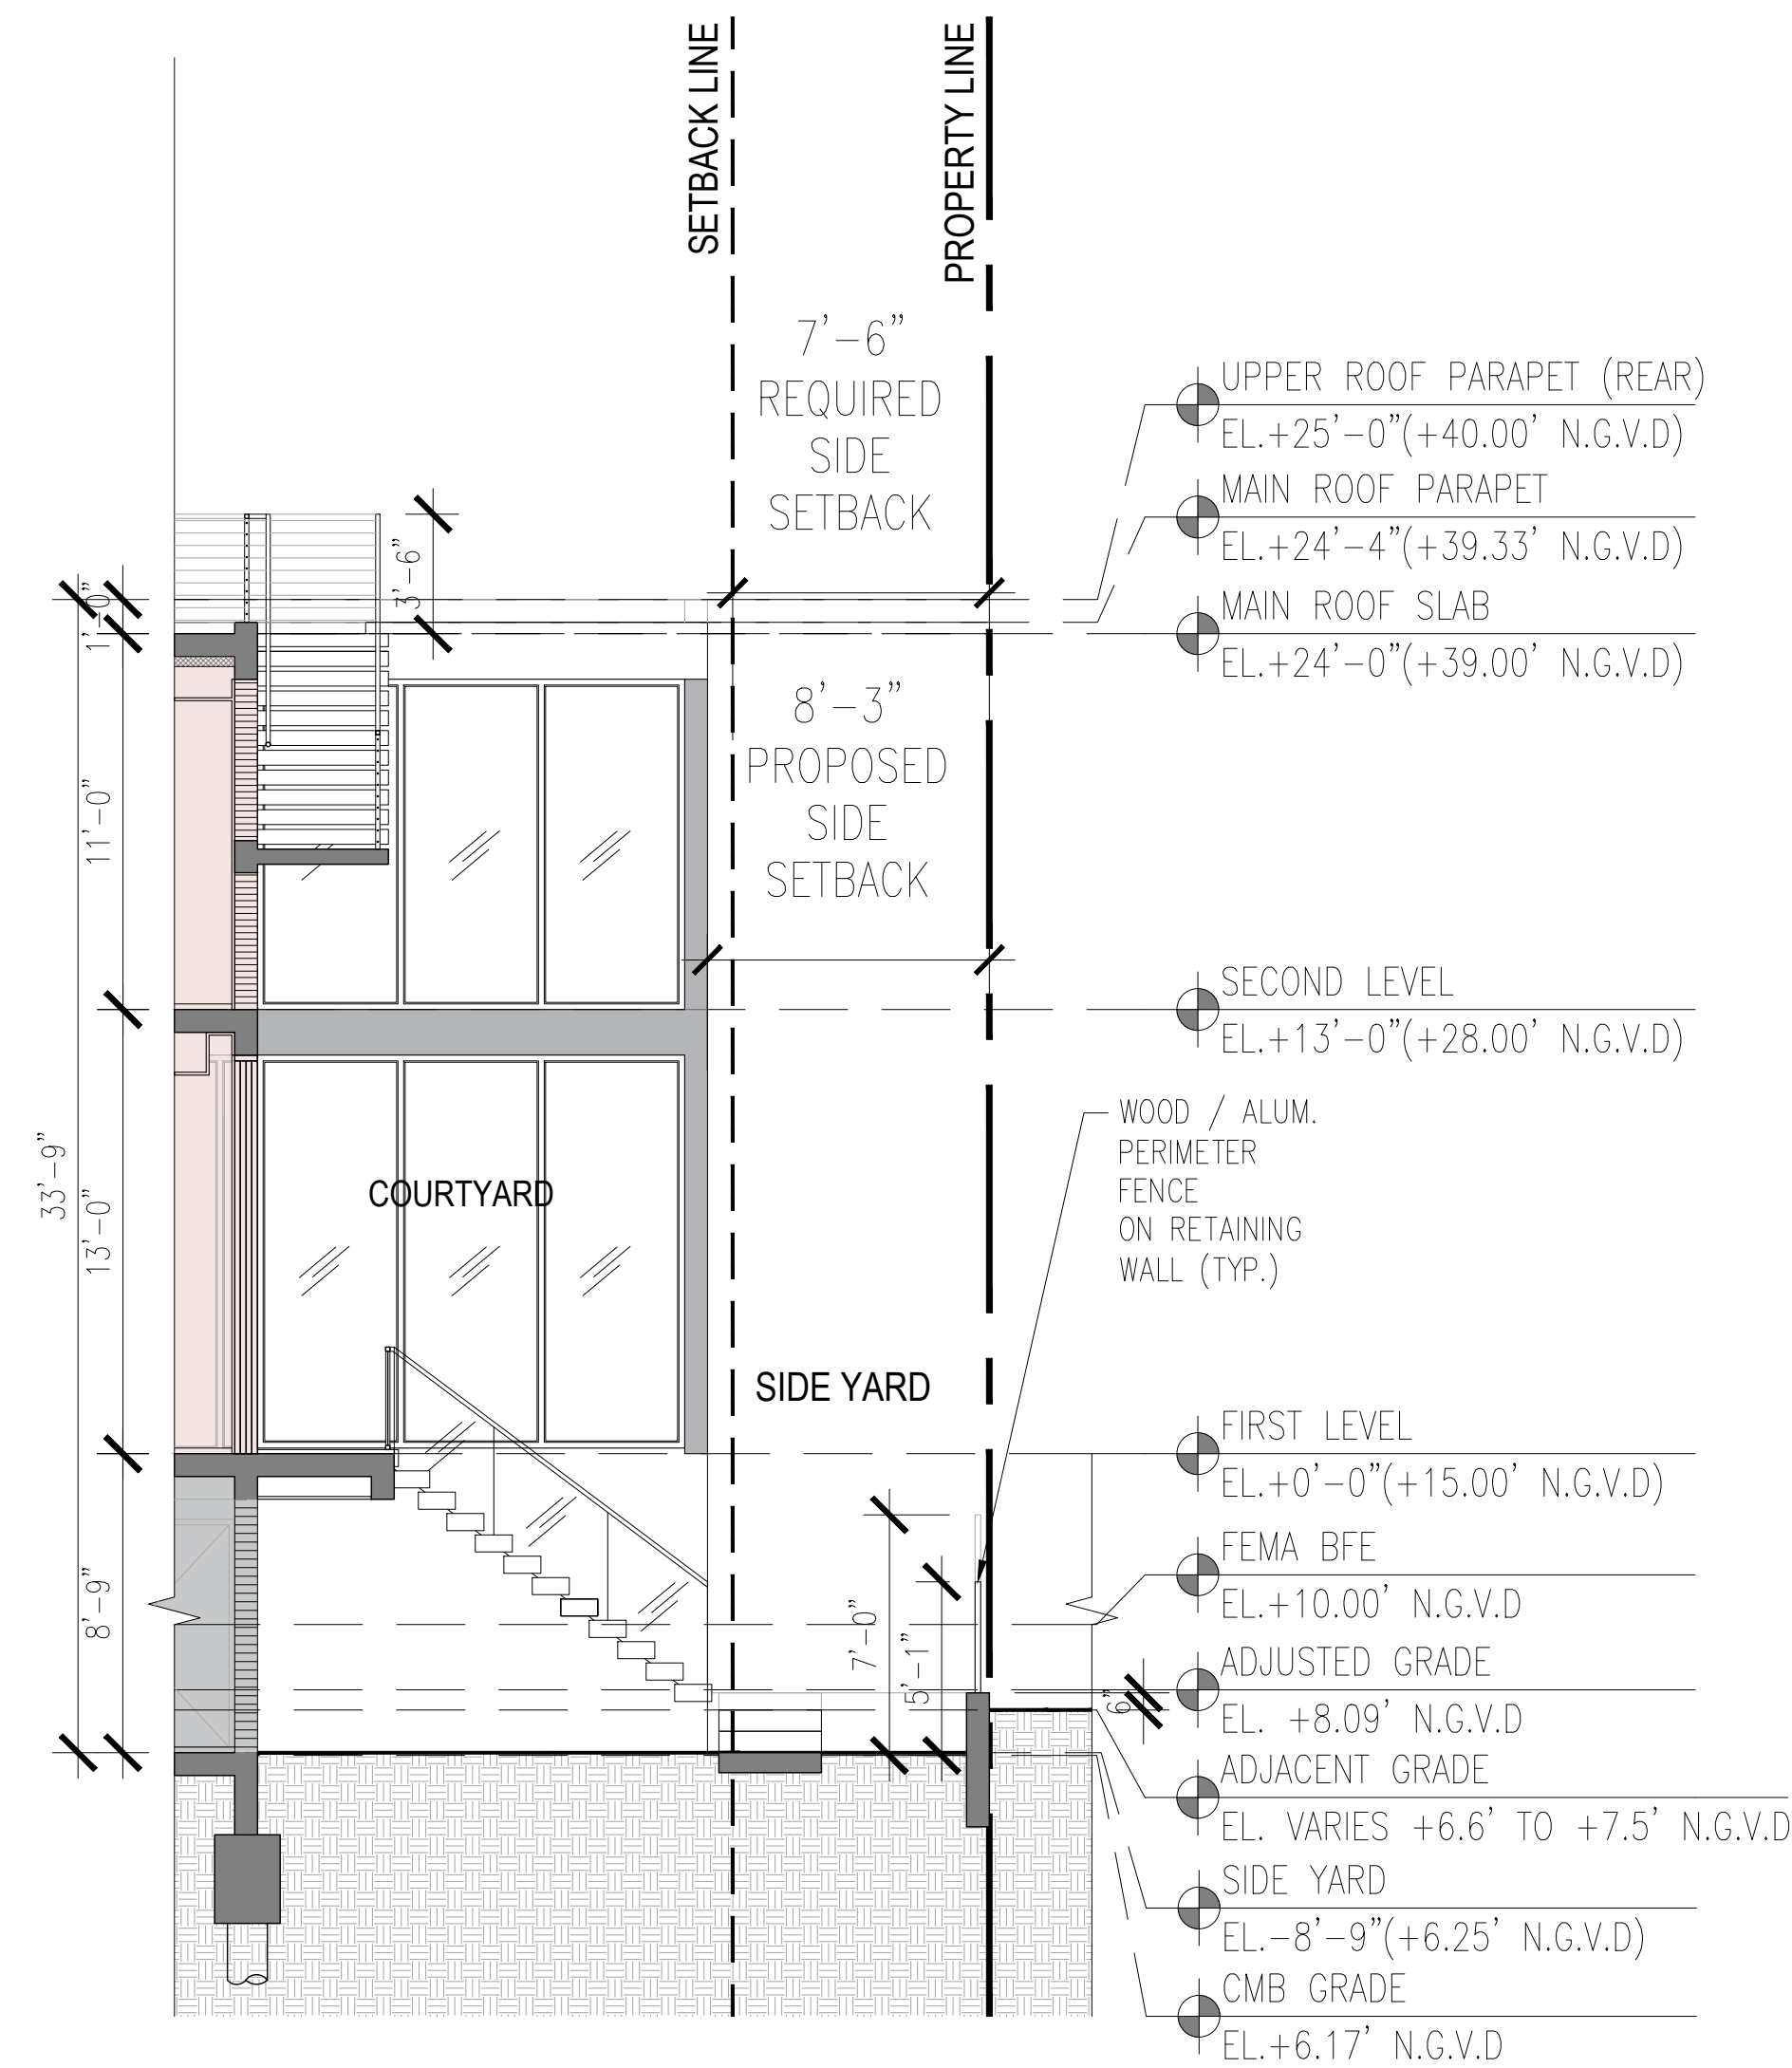 SETBACK LINE
PROPERTY LINE
7'-6"
REQUIRED
SIDE
SETBACK
UPPER ROOF PARAPET (REAR)
EL.+25'-0"(+40.00' N.G.V.D)
MAIN ROOF PARAPET
EL.+24'-4"(+39.33' N.G.V.D)
MAIN ROOF SLAB
EL.+24'-0"(+39.00' N.G.V.D)
3'-6"
1'-0"
8'-3"
PROPOSED
SIDE
SETBACK
11'-0"
SECOND LEVEL
EL.+13'-0"(+28.00' N.G.V.D)
WOOD / ALUM.
PERIMETER
FENCE
ON RETAINING
WALL (TYP.)
33'-9"
13'-0"
COURTYARD
SIDE YARD
FIRST LEVEL
EL.+0'-0"(+15.00' N.G.V.D)
FEMA BFE
EL.+10.00' N.G.V.D
8'-9"
7'-0"
5'-1"
6"
ADJUSTED GRADE
EL. +8.09' N.G.V.D
ADJACENT GRADE
EL. VARIES +6.6' TO +7.5' N.G.V.D
SIDE YARD
EL.-8'-9"(+6.25' N.G.V.D)
CMB GRADE
EL.+6.17' N.G.V.D